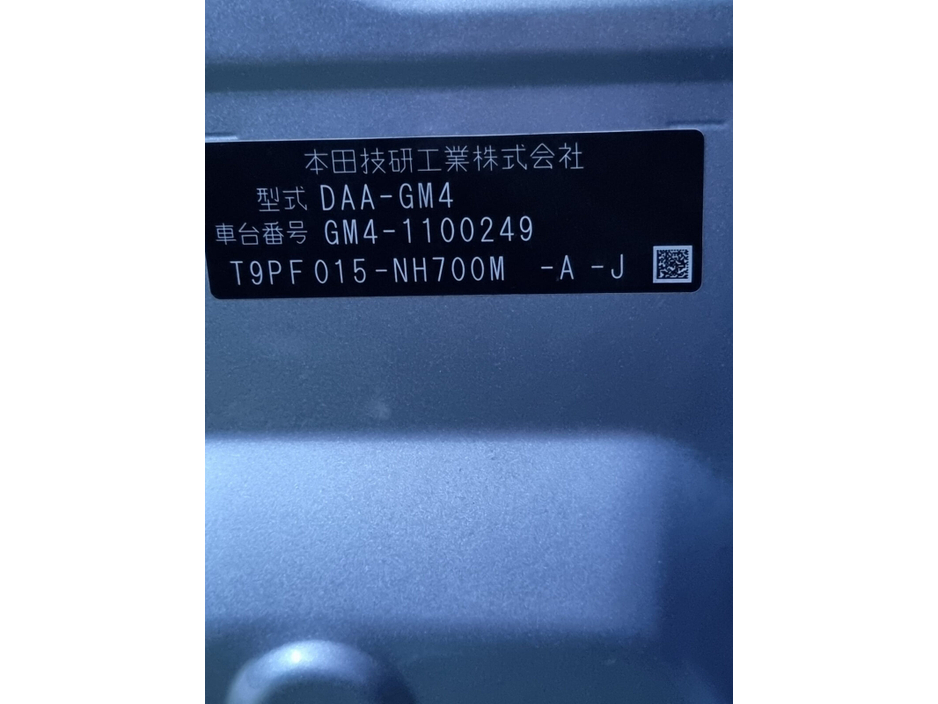 本田技研工業株式会社
型式 DAA-GM4
車台番号 GM4-1100249
T9PF015-NH700M -A -J